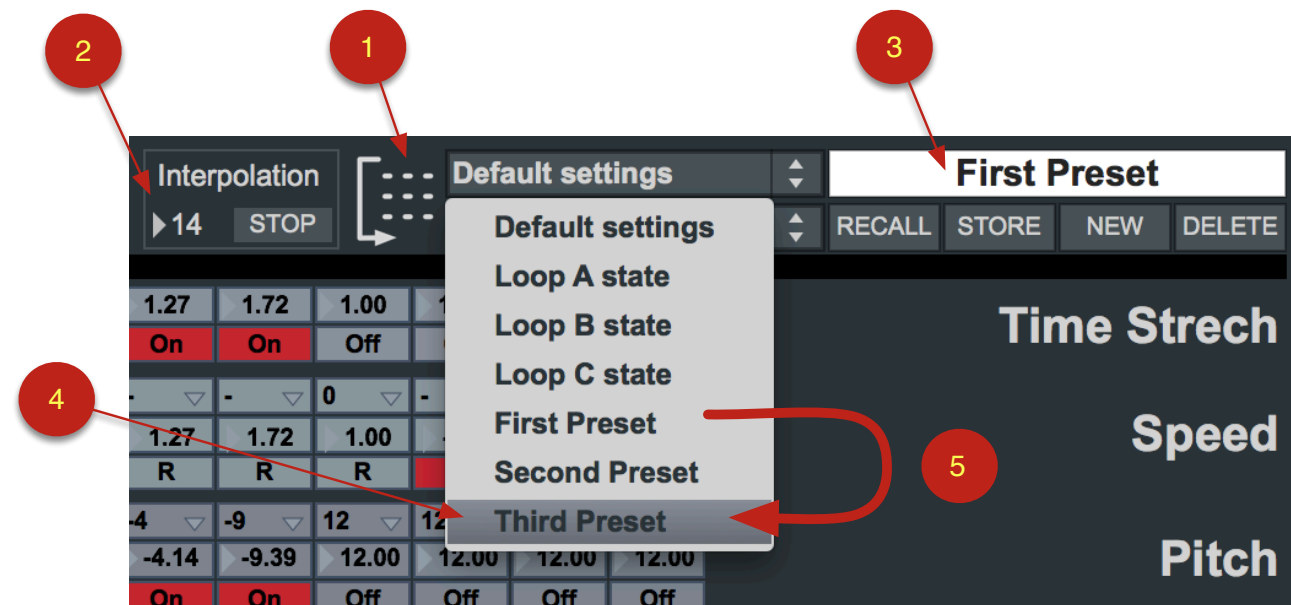 2
1
3
Interpolation
Default settings
First Preset
14
STOP
RECALL
STORE
NEW
DELETE
Default settings
Loop A state
Loop B state
Loop C state
First Preset
Second Preset
Third Preset
1.27 1.72 1.00
On On Off
Time Strech
4
- - 0 -
1.27 1.72 1.00
R R R
Speed
5
-4 -9 12 12
-4.14 -9.39 12.00 12.00 12.00 12.00
On On Off Off Off Off
Pitch